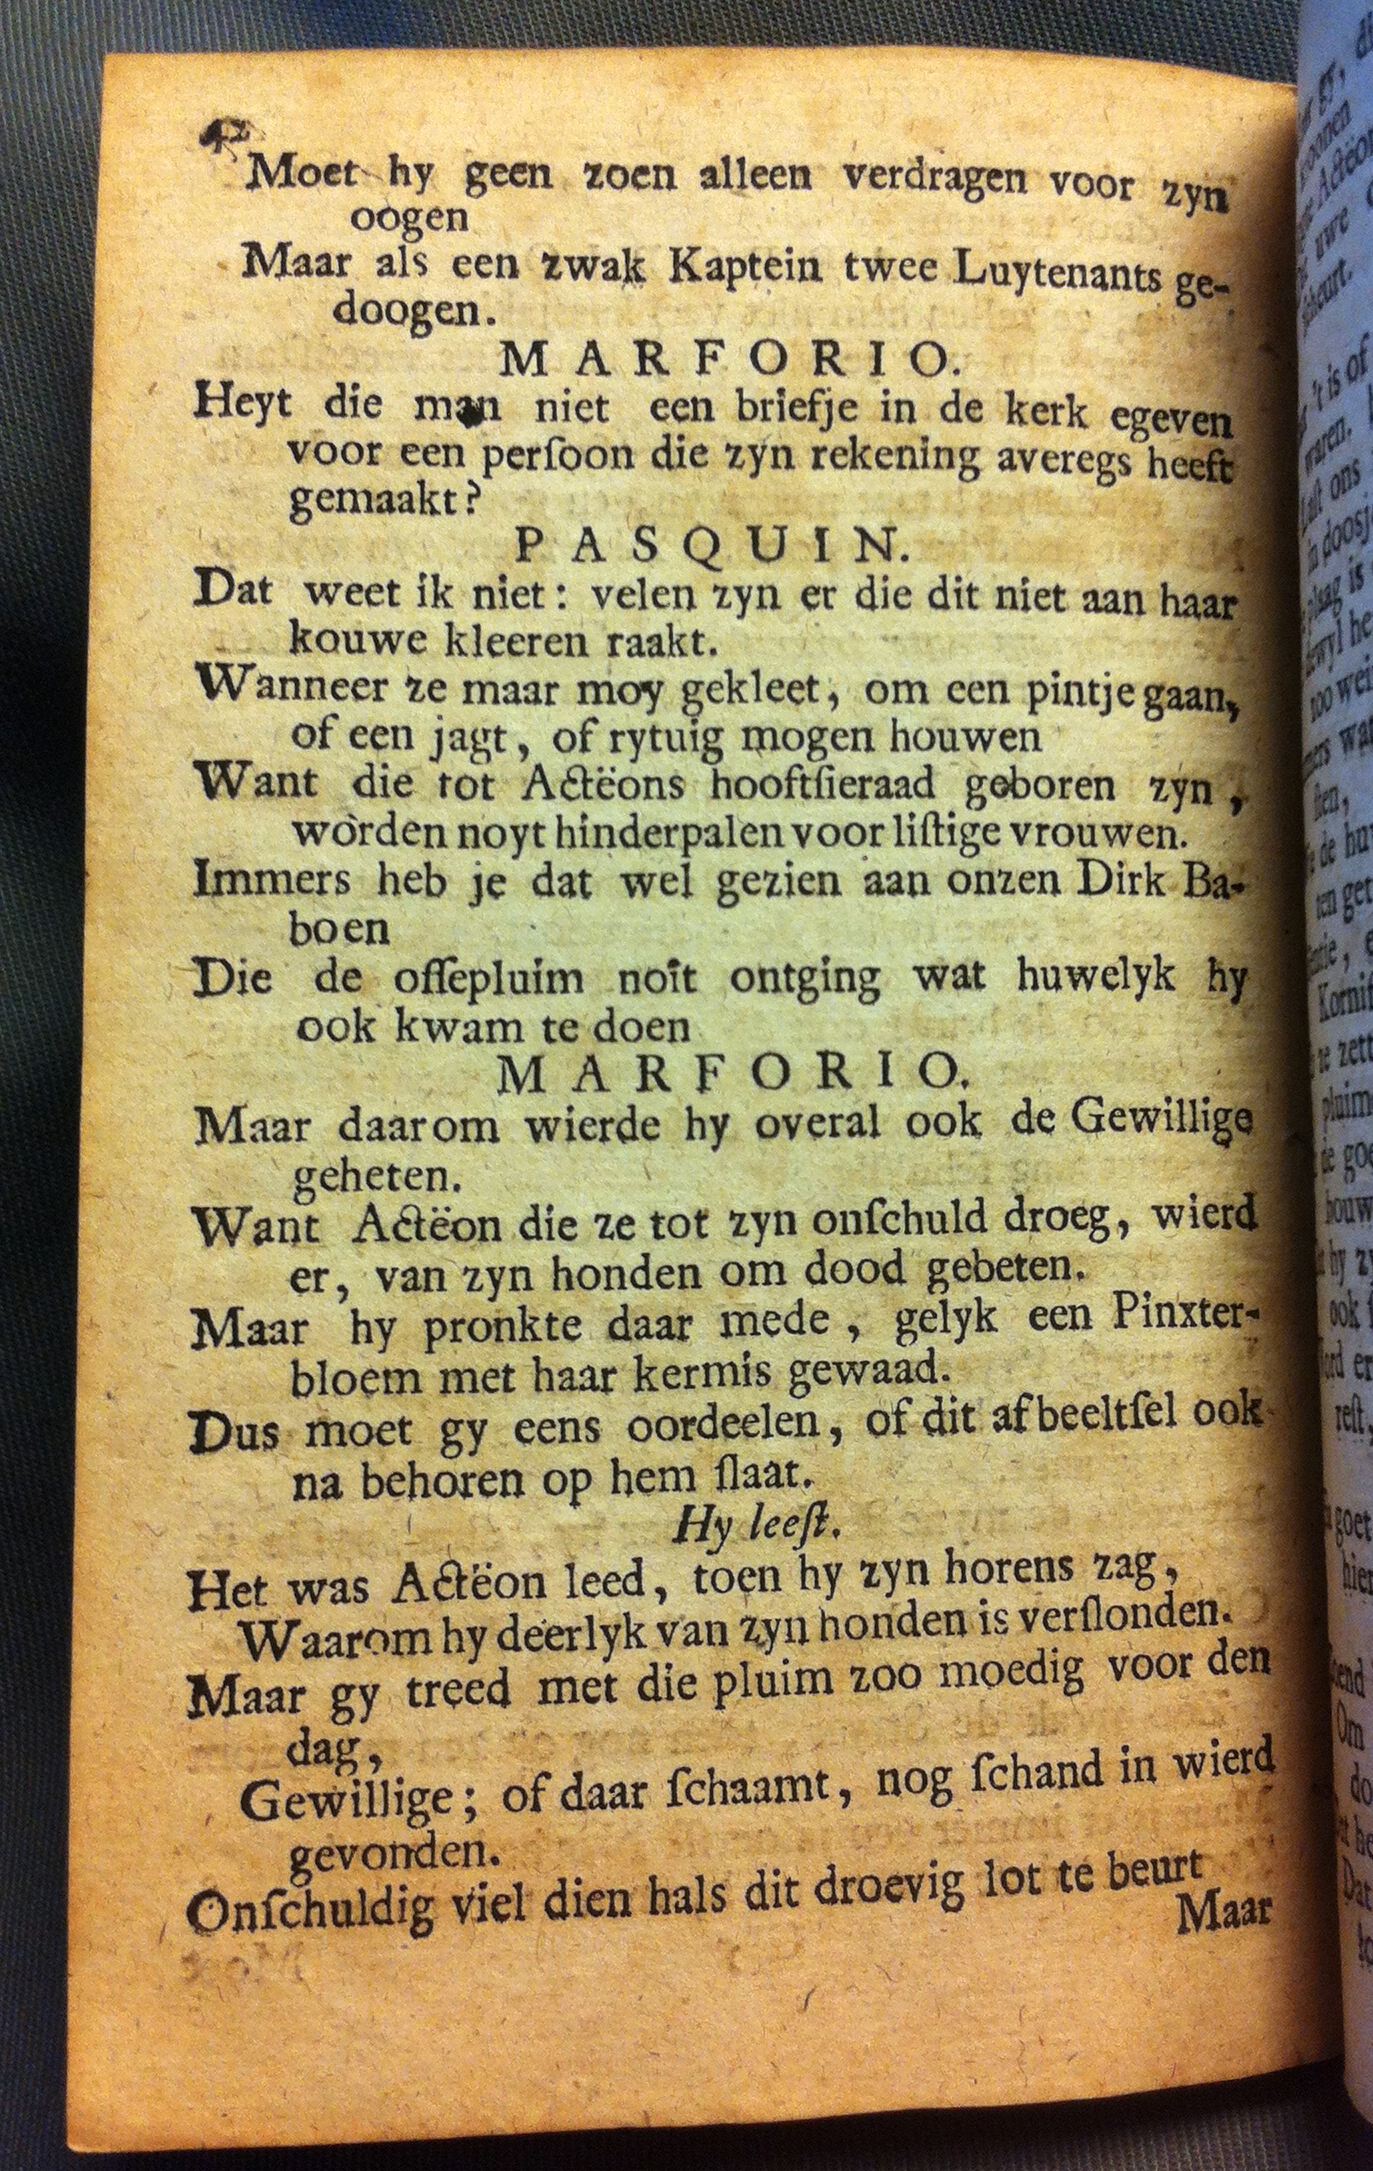 42
Moet hy geen zoen alleen verdragen voor zyn
oogen
Maar als een zwak Kaptein twee Luytenants ge-
doogen.
MARFORIO.
Heyt die man niet een briefje in de kerk egeven
voor een perſoon die zyn rekening averegs heeft
gemaakt?
PASQUIN.
Dat weet ik niet: velen zyn er die dit niet aan haar
kouwe kleeren raakt.
Wanneer ze maar moy gekleet, om een pintje gaan,
of een jagt, of rytuig mogen houwen
Want die tot Actëons hooftſieraad geboren zyn,
worden noyt hinderpalen voor liſtige vrouwen.
Immers heb je dat wel gezien aan onzen Dirk Ba-
boen
Die de oſſepluim noit ontging wat huwelyk hy
ook kwam te doen
MARFORIO.
Maar daarom wierde hy overal ook de Gewillige
geheten.
Want Actëon die ze tot zyn onſchuld droeg, wierd
er, van zyn honden om dood gebeten.
Maar hy pronkte daar mede, gelyk een Pinxter-
bloem met haar kermis gewaad.
Dus moet gy eens oordeelen, of dit afbeeltſel ook
na behoren op hem ſlaat.
Hy leeſt.
Het was Actëon leed, toen hy zyn horens zag,
Waarom hy deerlyk van zyn honden is verſlonden.
Maar gy treed met die pluim zoo moedig voor den
dag,
Gewillige; of daar ſchaamt, nog ſchand in wierd
gevonden.
Onſchuldig viel dien hals dit droevig lot te beurt
Maar